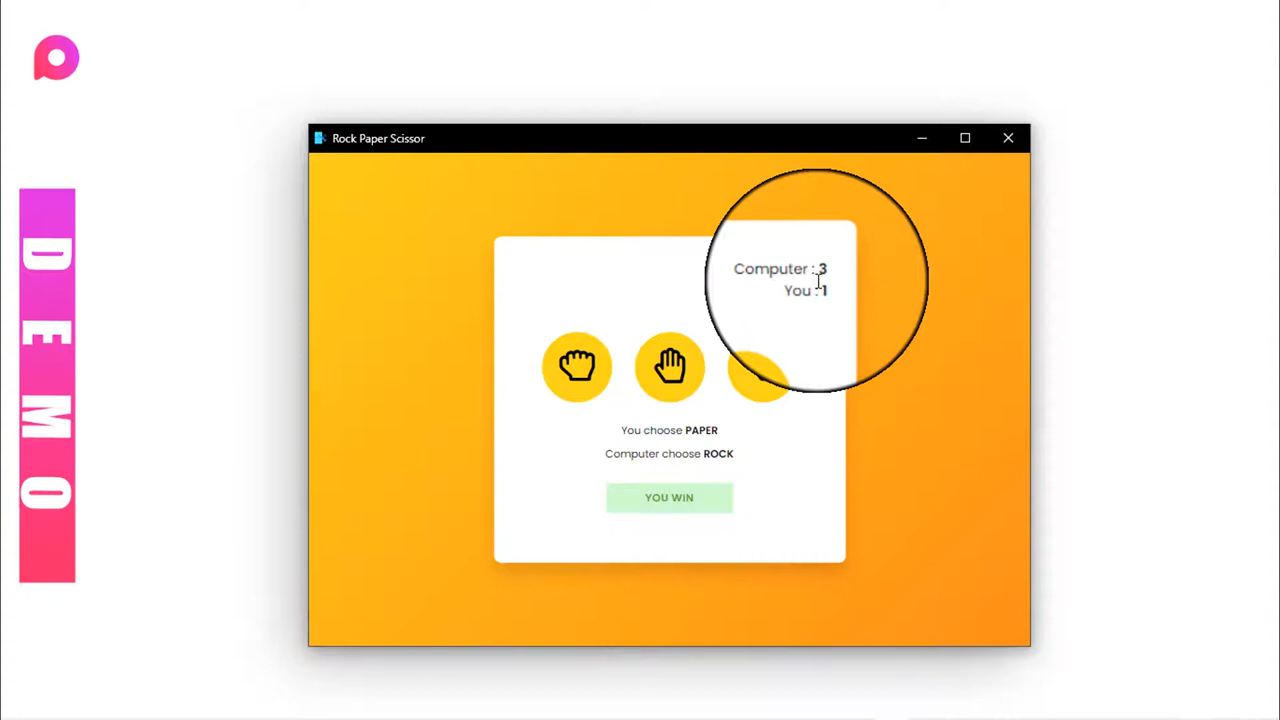 Rock Paper Scissor
Computer : 3
You : 1
You choose PAPER
Computer choose ROCK
YOU WIN
DEMO